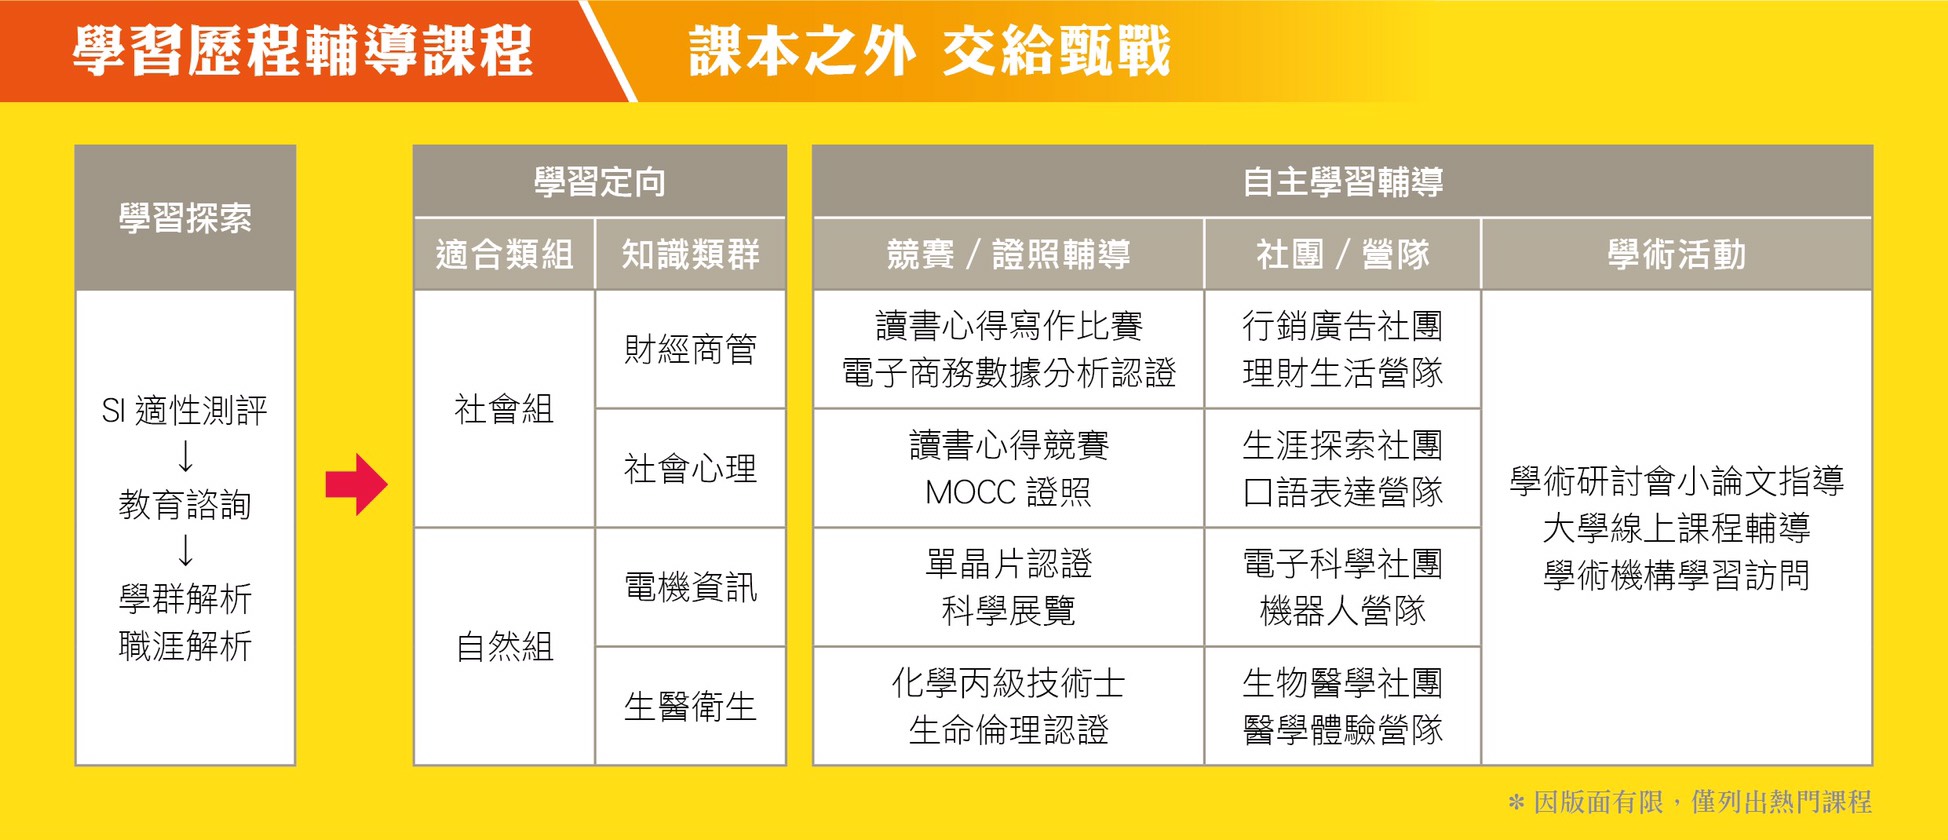 學習歷程輔導課程
課本之外 交給甄戰
學習探索
SI 適性測評
↓
教育諮詢
↓
學群解析
職涯解析
學習定向
適合類組
知識類群
社會組
財經商管
社會心理
自然組
電機資訊
生醫衛生
自主學習輔導
競賽 / 證照輔導
社團 / 營隊
學術活動
讀書心得寫作比賽
電子商務數據分析認證
行銷廣告社團
理財生活營隊
讀書心得競賽
MOCC 證照
生涯探索社團
口語表達營隊
單晶片認證
科學展覽
電子科學社團
機器人營隊
化學丙級技術士
生命倫理認證
生物醫學社團
醫學體驗營隊
學術研討會小論文指導
大學線上課程輔導
學術機構學習訪問
＊因版面有限，僅列出熱門課程